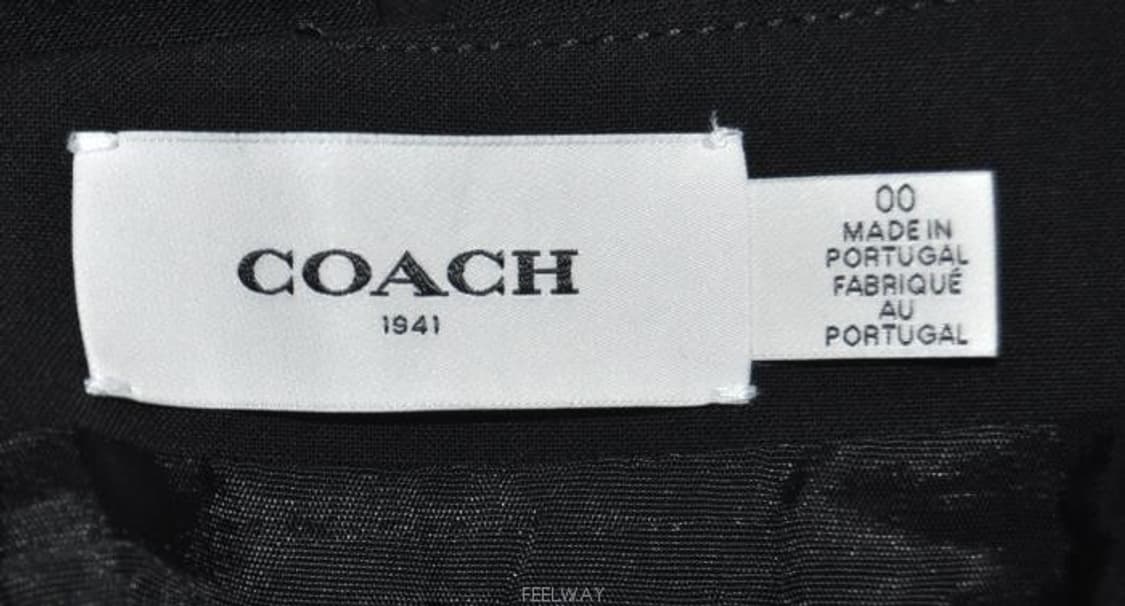 COACH
1941
00
MADE IN
PORTUGAL
FABRIQUÉ
AU
PORTUGAL
FEELWAY